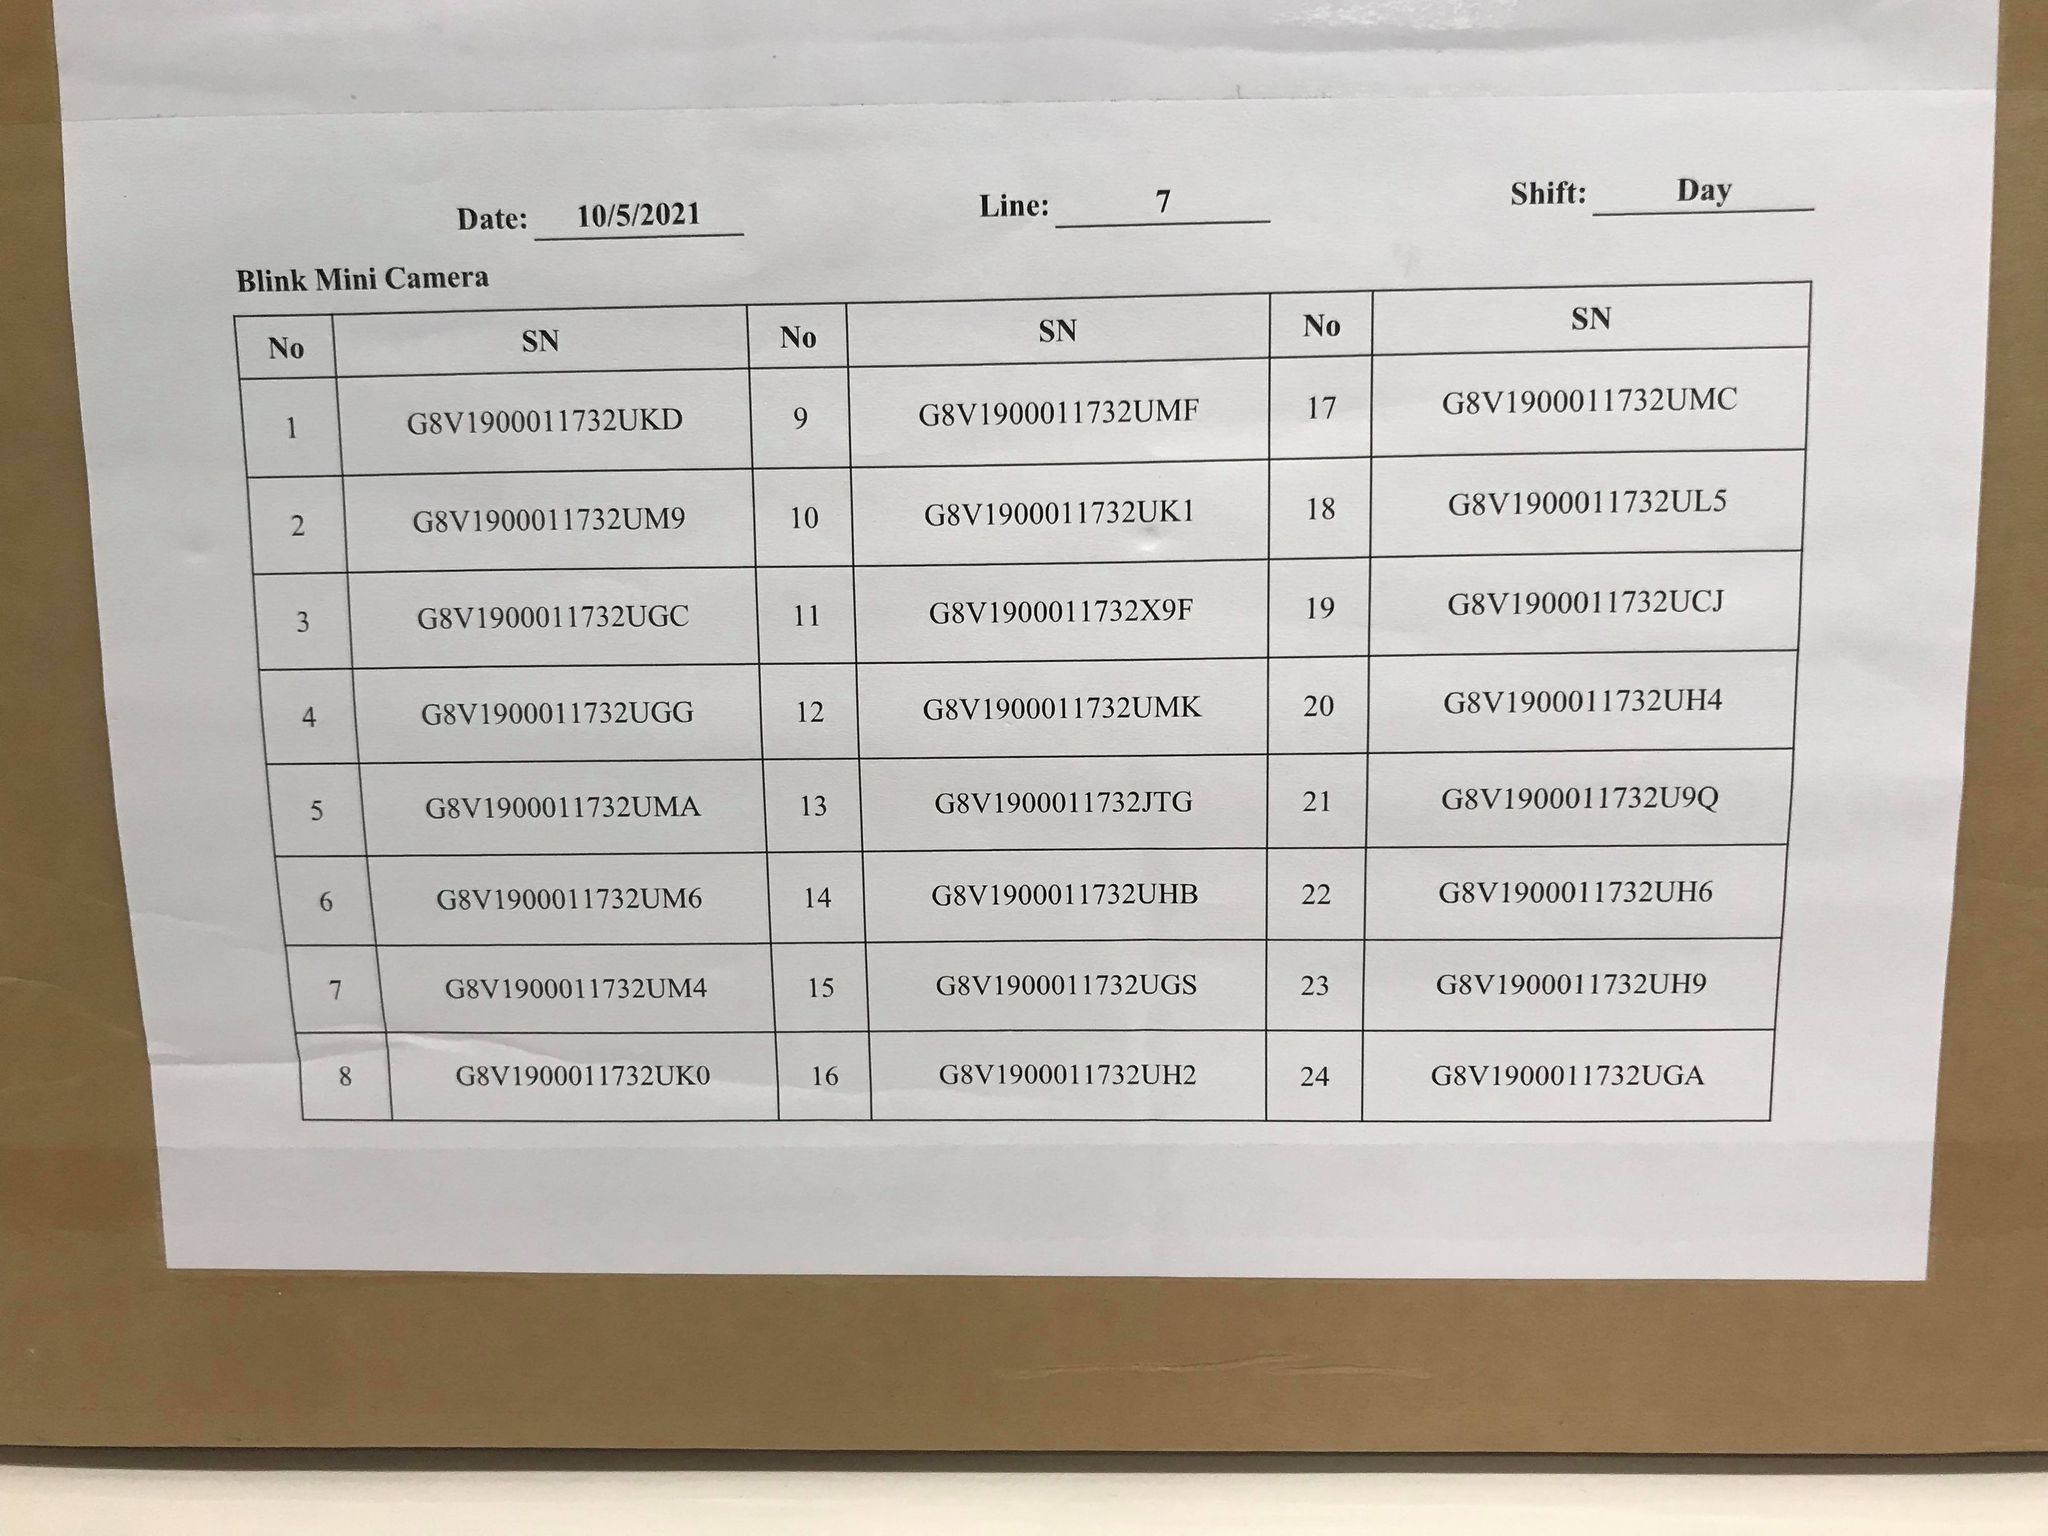 Date: 10/5/2021 Line: 7 Shift: Day
Blink Mini Camera
No SN No SN No SN
1 G8V1900011732UKD 9 G8V1900011732UMF 17 G8V1900011732UMC
2 G8V1900011732UM9 10 G8V1900011732UK1 18 G8V1900011732UL5
3 G8V1900011732UGC 11 G8V1900011732X9F 19 G8V1900011732UCJ
4 G8V1900011732UGG 12 G8V1900011732UMK 20 G8V1900011732UH4
5 G8V1900011732UMA 13 G8V1900011732JTG 21 G8V1900011732U9Q
6 G8V1900011732UM6 14 G8V1900011732UHB 22 G8V1900011732UH6
7 G8V1900011732UM4 15 G8V1900011732UGS 23 G8V1900011732UH9
8 G8V1900011732UK0 16 G8V1900011732UH2 24 G8V1900011732UGA